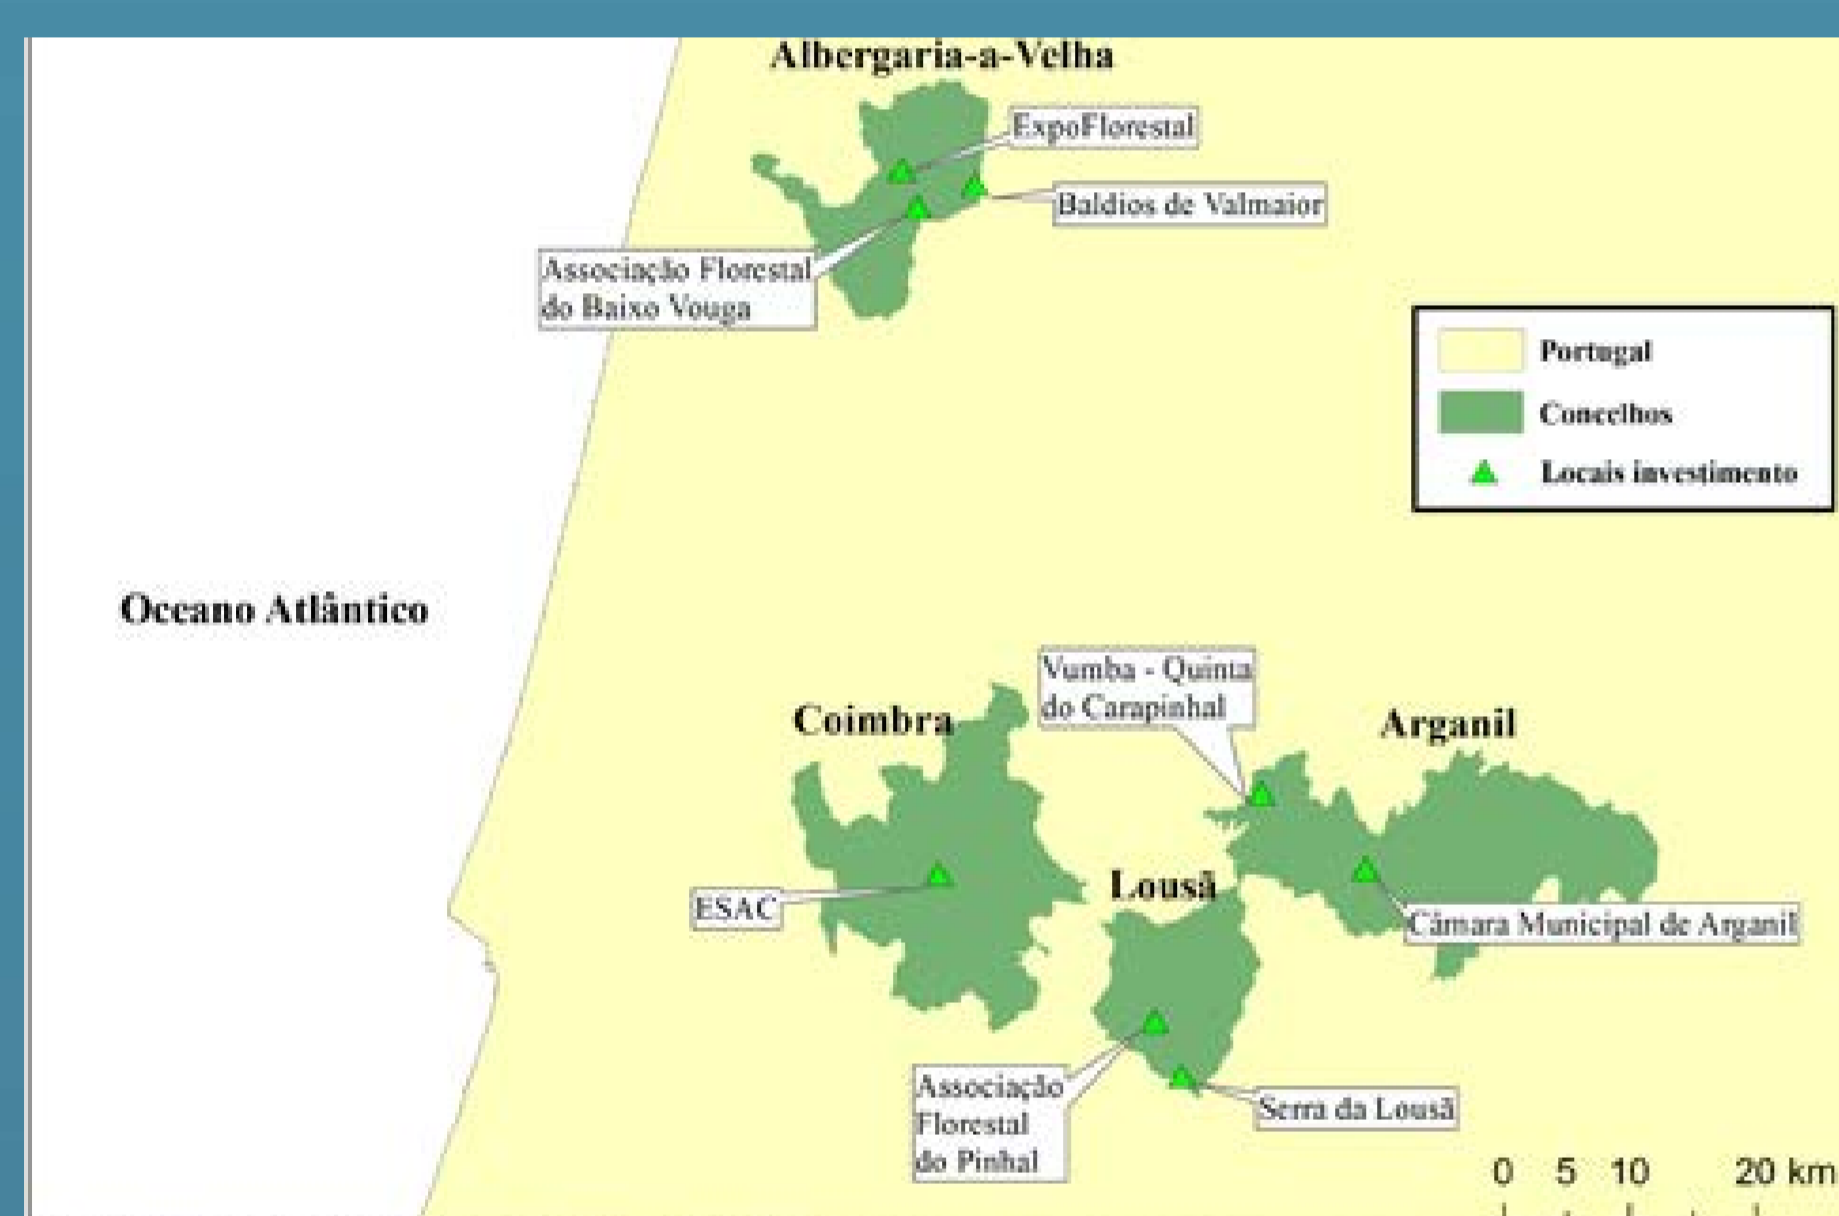 Albergaria-a-Velha
ExpoFlorestal
Baldios de Valmaior
Associação Florestal
do Baixo Vouga
Portugal
Concelhos
Locais investimento
Oceano Atlântico
Vumba - Quinta
do Carapinhal
Coimbra
Arganil
Lousã
ESAC
Câmara Municipal de Arganil
Associação
Florestal
do Pinhal
Serra da Lousã
0 5 10 20 km